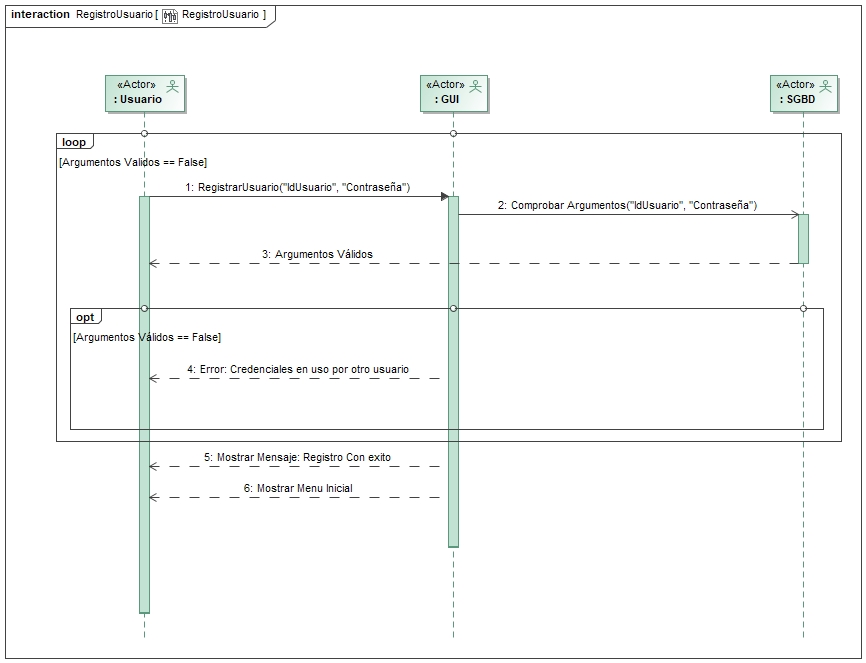 interaction RegistroUsuario [ RegistroUsuario ]
«Actor»
: Usuario
«Actor»
: GUI
«Actor»
: SGBD
loop
[Argumentos Validos == False]
1: RegistrarUsuario("IdUsuario", "Contraseña")
2: Comprobar Argumentos("IdUsuario", "Contraseña")
3: Argumentos Válidos
opt
[Argumentos Válidos == False]
4: Error: Credenciales en uso por otro usuario
5: Mostrar Mensaje: Registro Con exito
6: Mostrar Menu Inicial